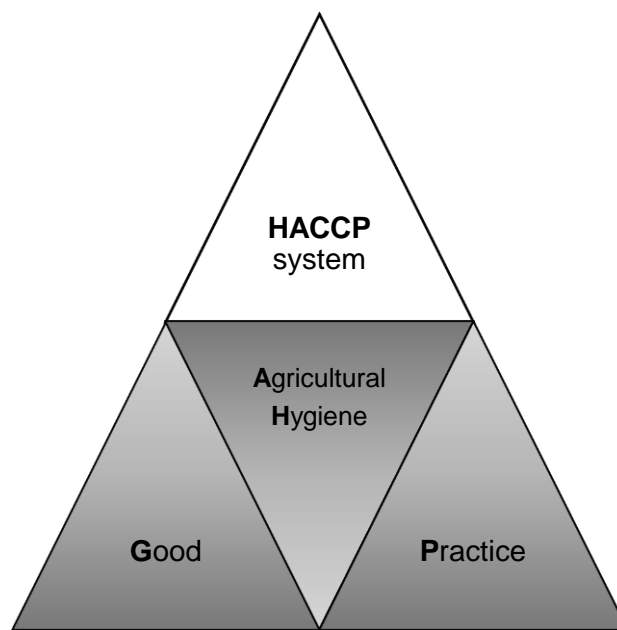 HACCP
system
Agricultural
Hygiene
Good
Practice